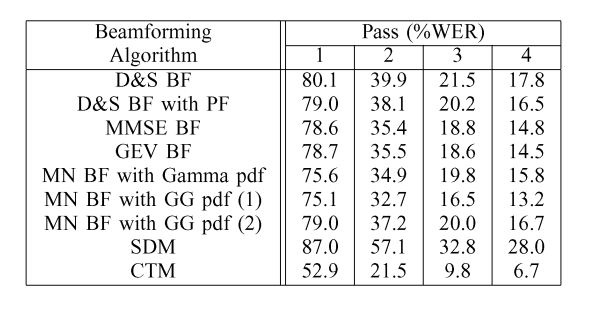 Beamforming Pass (%WER)
Algorithm 1 2 3 4
D&S BF 80.1 39.9 21.5 17.8
D&S BF with PF 79.0 38.1 20.2 16.5
MMSE BF 78.6 35.4 18.8 14.8
GEV BF 78.7 35.5 18.6 14.5
MN BF with Gamma pdf 75.6 34.9 19.8 15.8
MN BF with GG pdf (1) 75.1 32.7 16.5 13.2
MN BF with GG pdf (2) 79.0 37.2 20.0 16.7
SDM 87.0 57.1 32.8 28.0
CTM 52.9 21.5 9.8 6.7